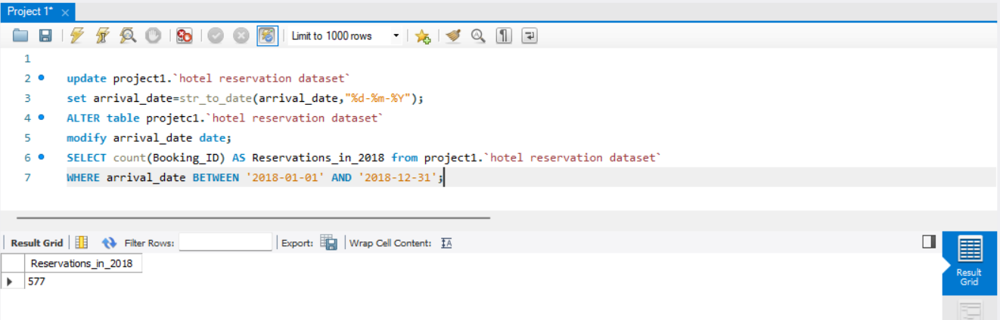 Project 1*
Limit to 1000 rows
1
2 update project1.`hotel reservation dataset`
3 set arrival_date=str_to_date(arrival_date,"%d-%m-%Y");
4 ALTER table projetc1.`hotel reservation dataset`
5 modify arrival_date date;
6 SELECT count(Booking_ID) AS Reservations_in_2018 from project1.`hotel reservation dataset`
7 WHERE arrival_date BETWEEN '2018-01-01' AND '2018-12-31';
Result Grid Filter Rows: Export: Wrap Cell Content:
Reservations_in_2018
577
Result
Grid